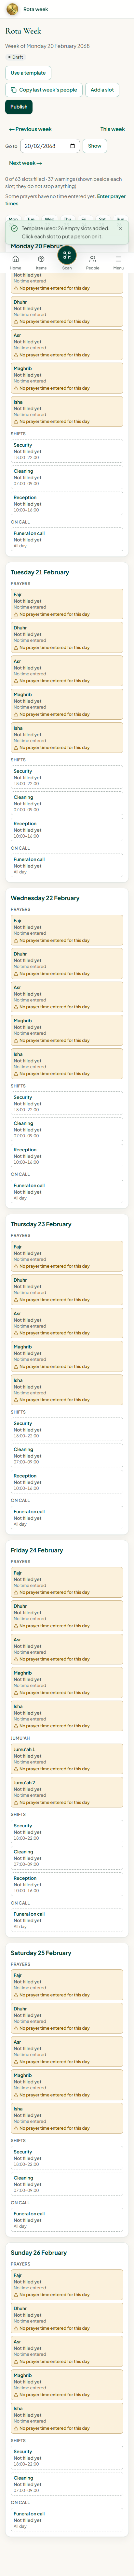 Rota week
Rota Week
Week of Monday 20 February 2068
Draft
Use a template
Copy last week's people
Add a slot
Publish
← Previous week
This week
Go to
20/02/2068
Show
Next week →
0 of 63 slots filled · 37 warnings (shown beside each slot; they do not stop anything).
Some prayers have no time entered yet. Enter prayer times
Mon
Tue
Wed
Thu
Fri
Sat
Sun
Template used: 26 empty slots added. Click each slot to put a person on it.
Monday 20 February
Home
Items
Scan
People
Menu
Not filled yet
No time entered
No prayer time entered for this day
Dhuhr
Not filled yet
No time entered
No prayer time entered for this day
Asr
Not filled yet
No time entered
No prayer time entered for this day
Maghrib
Not filled yet
No time entered
No prayer time entered for this day
Isha
Not filled yet
No time entered
No prayer time entered for this day
SHIFTS
Security
Not filled yet
18:00–22:00
Cleaning
Not filled yet
07:00–09:00
Reception
Not filled yet
10:00–16:00
ON CALL
Funeral on call
Not filled yet
All day
Tuesday 21 February
PRAYERS
Fajr
Not filled yet
No time entered
No prayer time entered for this day
Dhuhr
Not filled yet
No time entered
No prayer time entered for this day
Asr
Not filled yet
No time entered
No prayer time entered for this day
Maghrib
Not filled yet
No time entered
No prayer time entered for this day
Isha
Not filled yet
No time entered
No prayer time entered for this day
SHIFTS
Security
Not filled yet
18:00–22:00
Cleaning
Not filled yet
07:00–09:00
Reception
Not filled yet
10:00–16:00
ON CALL
Funeral on call
Not filled yet
All day
Wednesday 22 February
PRAYERS
Fajr
Not filled yet
No time entered
No prayer time entered for this day
Dhuhr
Not filled yet
No time entered
No prayer time entered for this day
Asr
Not filled yet
No time entered
No prayer time entered for this day
Maghrib
Not filled yet
No time entered
No prayer time entered for this day
Isha
Not filled yet
No time entered
No prayer time entered for this day
SHIFTS
Security
Not filled yet
18:00–22:00
Cleaning
Not filled yet
07:00–09:00
Reception
Not filled yet
10:00–16:00
ON CALL
Funeral on call
Not filled yet
All day
Thursday 23 February
PRAYERS
Fajr
Not filled yet
No time entered
No prayer time entered for this day
Dhuhr
Not filled yet
No time entered
No prayer time entered for this day
Asr
Not filled yet
No time entered
No prayer time entered for this day
Maghrib
Not filled yet
No time entered
No prayer time entered for this day
Isha
Not filled yet
No time entered
No prayer time entered for this day
SHIFTS
Security
Not filled yet
18:00–22:00
Cleaning
Not filled yet
07:00–09:00
Reception
Not filled yet
10:00–16:00
ON CALL
Funeral on call
Not filled yet
All day
Friday 24 February
PRAYERS
Fajr
Not filled yet
No time entered
No prayer time entered for this day
Dhuhr
Not filled yet
No time entered
No prayer time entered for this day
Asr
Not filled yet
No time entered
No prayer time entered for this day
Maghrib
Not filled yet
No time entered
No prayer time entered for this day
Isha
Not filled yet
No time entered
No prayer time entered for this day
JUMU'AH
Jumu'ah 1
Not filled yet
No time entered
No prayer time entered for this day
Jumu'ah 2
Not filled yet
No time entered
No prayer time entered for this day
SHIFTS
Security
Not filled yet
18:00–22:00
Cleaning
Not filled yet
07:00–09:00
Reception
Not filled yet
10:00–16:00
ON CALL
Funeral on call
Not filled yet
All day
Saturday 25 February
PRAYERS
Fajr
Not filled yet
No time entered
No prayer time entered for this day
Dhuhr
Not filled yet
No time entered
No prayer time entered for this day
Asr
Not filled yet
No time entered
No prayer time entered for this day
Maghrib
Not filled yet
No time entered
No prayer time entered for this day
Isha
Not filled yet
No time entered
No prayer time entered for this day
SHIFTS
Security
Not filled yet
18:00–22:00
Cleaning
Not filled yet
07:00–09:00
ON CALL
Funeral on call
Not filled yet
All day
Sunday 26 February
PRAYERS
Fajr
Not filled yet
No time entered
No prayer time entered for this day
Dhuhr
Not filled yet
No time entered
No prayer time entered for this day
Asr
Not filled yet
No time entered
No prayer time entered for this day
Maghrib
Not filled yet
No time entered
No prayer time entered for this day
Isha
Not filled yet
No time entered
No prayer time entered for this day
SHIFTS
Security
Not filled yet
18:00–22:00
Cleaning
Not filled yet
07:00–09:00
ON CALL
Funeral on call
Not filled yet
All day